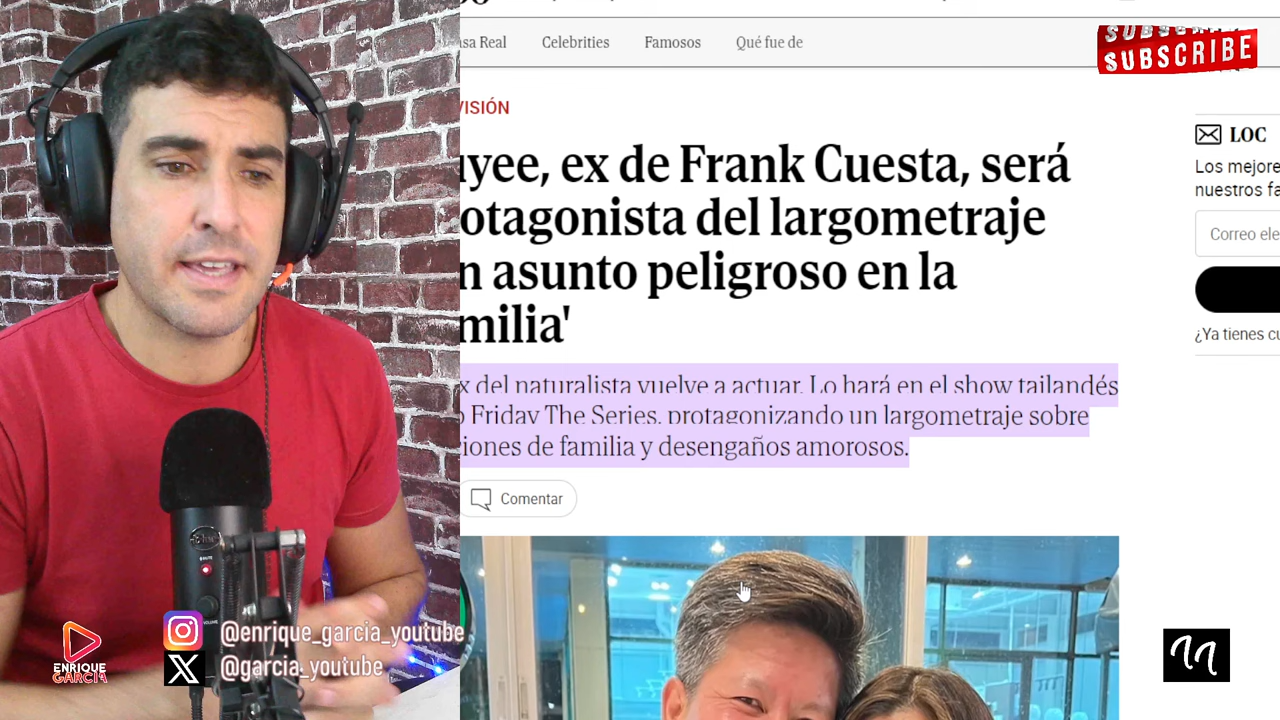 sa Real
Celebrities
Famosos
Qué fue de
SUBSCRIBE
SUBSCRIBE
VISIÓN
uyee, ex de Frank Cuesta, será
otagonista del largometraje
n asunto peligroso en la
milia'
x del naturalista vuelve a actuar. Lo hará en el show tailandés
Friday The Series, protagonizando un largometraje sobre
iones de familia y desengaños amorosos.
Comentar
LOC
Los mejore
nuestros fa
Correo ele
¿Ya tienes cu
@enrique_garcia_youtube
@garcia_youtube
ENRIQUE
GARCIA